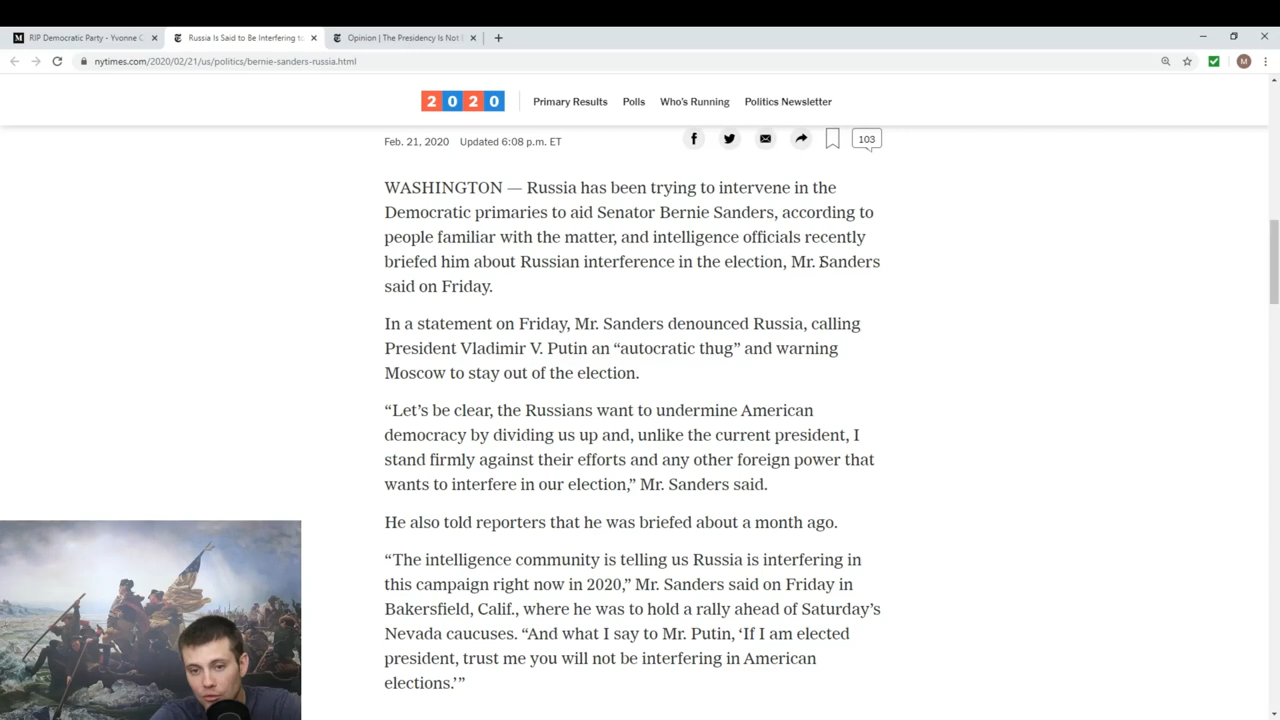 RIP Democratic Party - Yvonne C
Russia Is Said to Be Interfering to
Opinion | The Presidency Is Not
nytimes.com/2020/02/21/us/politics/bernie-sanders-russia.html
M
2020
Primary Results Polls Who's Running Politics Newsletter
Feb. 21, 2020 Updated 6:08 p.m. ET
103
WASHINGTON — Russia has been trying to intervene in the
Democratic primaries to aid Senator Bernie Sanders, according to
people familiar with the matter, and intelligence officials recently
briefed him about Russian interference in the election, Mr. Sanders
said on Friday.
In a statement on Friday, Mr. Sanders denounced Russia, calling
President Vladimir V. Putin an “autocratic thug” and warning
Moscow to stay out of the election.
“Let’s be clear, the Russians want to undermine American
democracy by dividing us up and, unlike the current president, I
stand firmly against their efforts and any other foreign power that
wants to interfere in our election,” Mr. Sanders said.
He also told reporters that he was briefed about a month ago.
“The intelligence community is telling us Russia is interfering in
this campaign right now in 2020,” Mr. Sanders said on Friday in
Bakersfield, Calif., where he was to hold a rally ahead of Saturday’s
Nevada caucuses. “And what I say to Mr. Putin, ‘If I am elected
president, trust me you will not be interfering in American
elections.’”